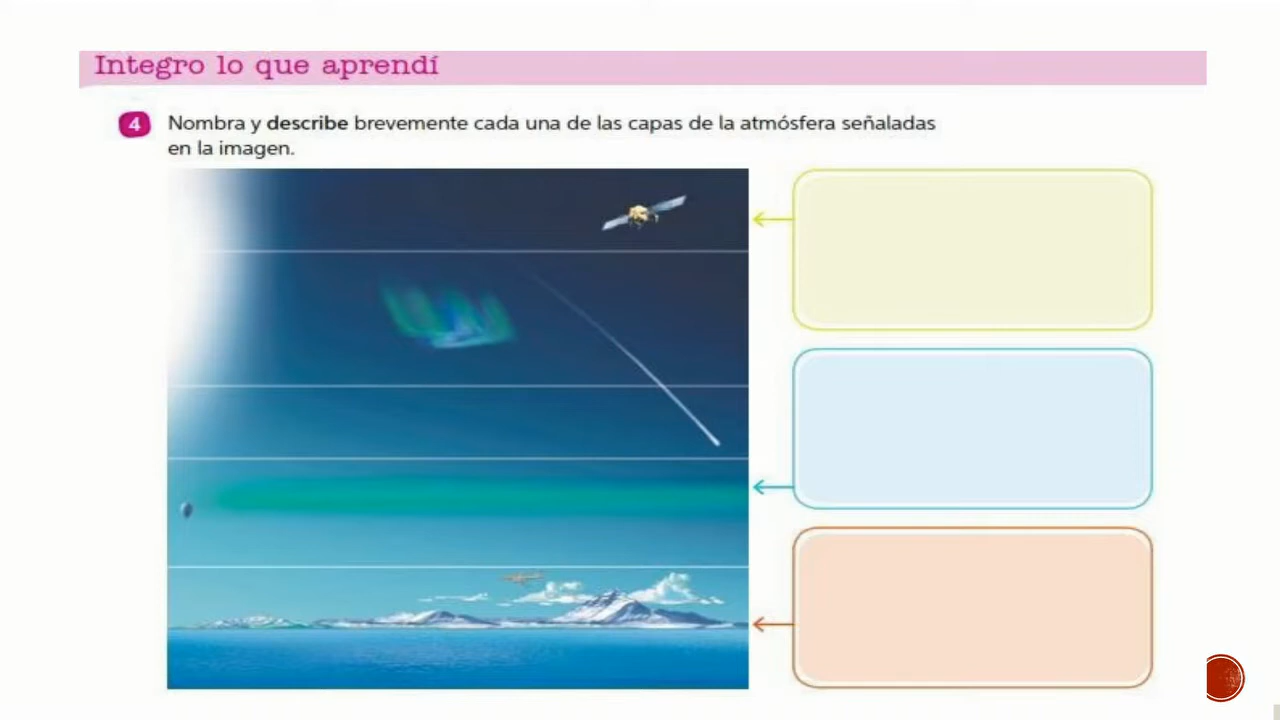 Integro lo que aprendí
4 Nombra y describe brevemente cada una de las capas de la atmósfera señaladas
en la imagen.